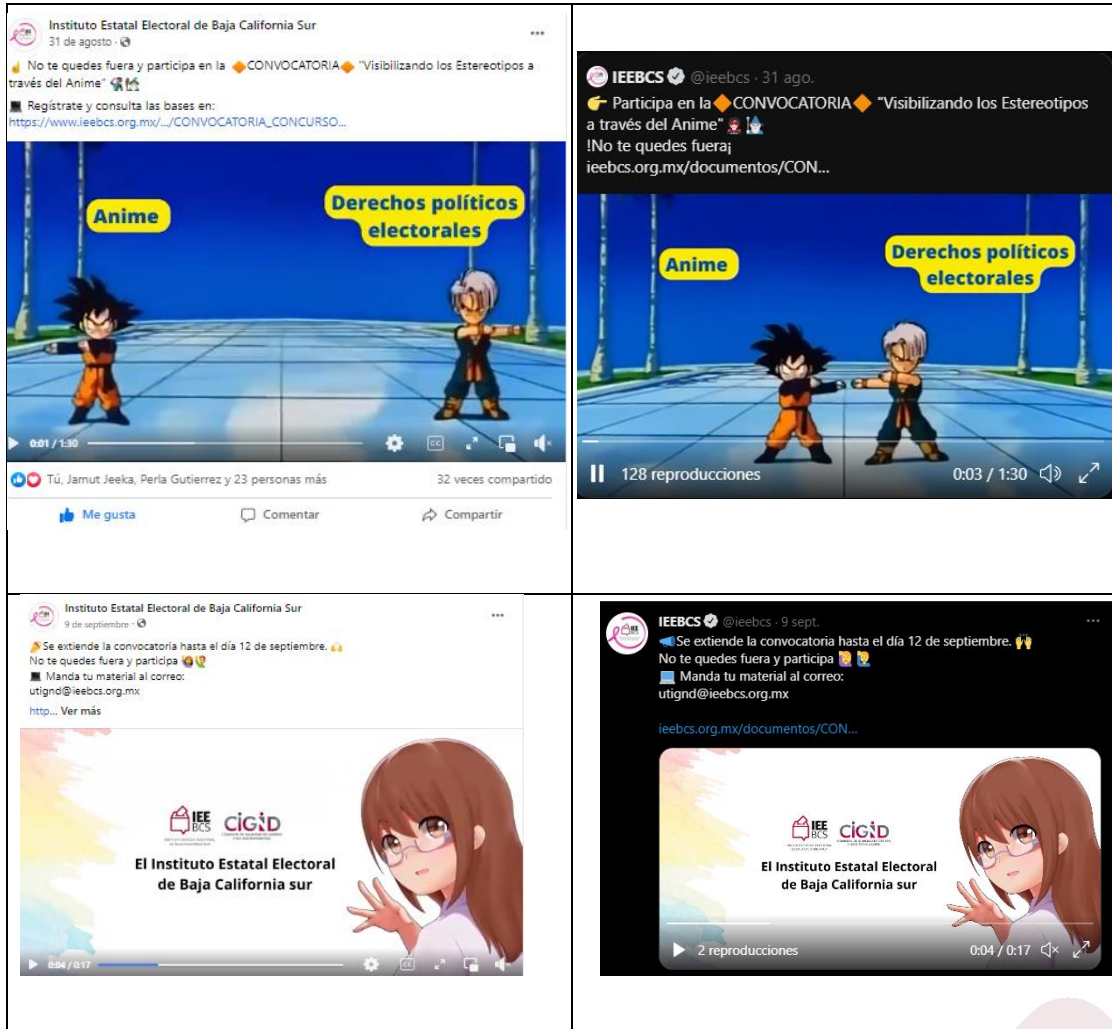 Instituto Estatal Electoral de Baja California Sur
31 de agosto ·
☝ No te quedes fuera y participa en la 🔶CONVOCATORIA🔶 "Visibilizando los Estereotipos a
través del Anime"
💻 Regístrate y consulta las bases en:
https://www.ieebcs.org.mx/.../CONVOCATORIA_CONCURSO...
Anime
Derechos políticos
electorales
0:01 / 1:30
Tú, Jamut Jeeka, Perla Gutierrez y 23 personas más
32 veces compartido
Me gusta
Comentar
Compartir
IEEBCS @ieebcs · 31 ago.
👉 Participa en la🔶CONVOCATORIA🔶 "Visibilizando los Estereotipos
a través del Anime"
!No te quedes fuera¡
ieebcs.org.mx/documentos/CON...
Anime
Derechos políticos
electorales
128 reproducciones
0:03 / 1:30
Instituto Estatal Electoral de Baja California Sur
9 de septiembre ·
Se extiende la convocatoria hasta el día 12 de septiembre. 🙌
No te quedes fuera y participa
💻 Manda tu material al correo:
utignd@ieebcs.org.mx
http... Ver más
IEE
BCS
CIGND
El Instituto Estatal Electoral
de Baja California sur
0:04 / 0:17
IEEBCS @ieebcs · 9 sept.
📢Se extiende la convocatoria hasta el día 12 de septiembre. 🙌
No te quedes fuera y participa 🙋 🙋‍♂️
💻 Manda tu material al correo:
utignd@ieebcs.org.mx
ieebcs.org.mx/documentos/CON...
IEE
BCS
CIGND
El Instituto Estatal Electoral
de Baja California sur
2 reproducciones
0:04 / 0:17